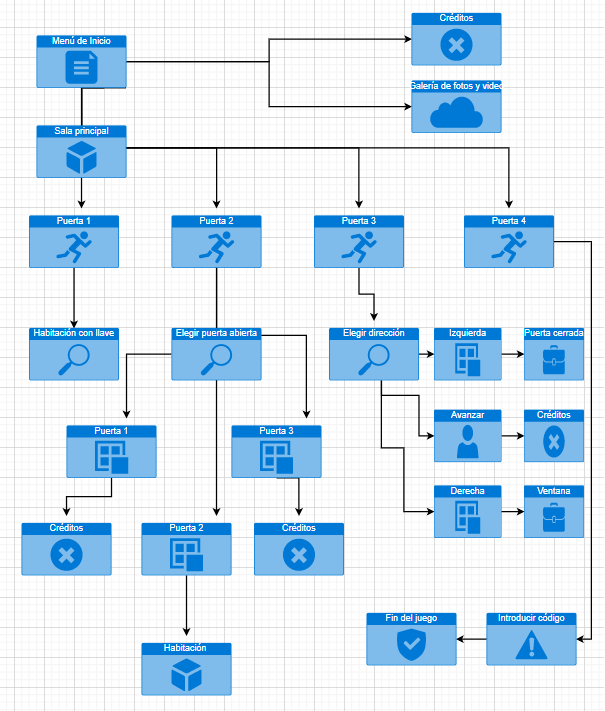 Créditos
Menú de Inicio
Galería de fotos y video
Sala principal
Puerta 1
Puerta 2
Puerta 3
Puerta 4
Habitación con llave
Elegir puerta abierta
Elegir dirección
Izquierda
Puerta cerrada
Puerta 1
Puerta 3
Avanzar
Créditos
Derecha
Ventana
Créditos
Puerta 2
Créditos
Fin del juego
Introducir código
Habitación